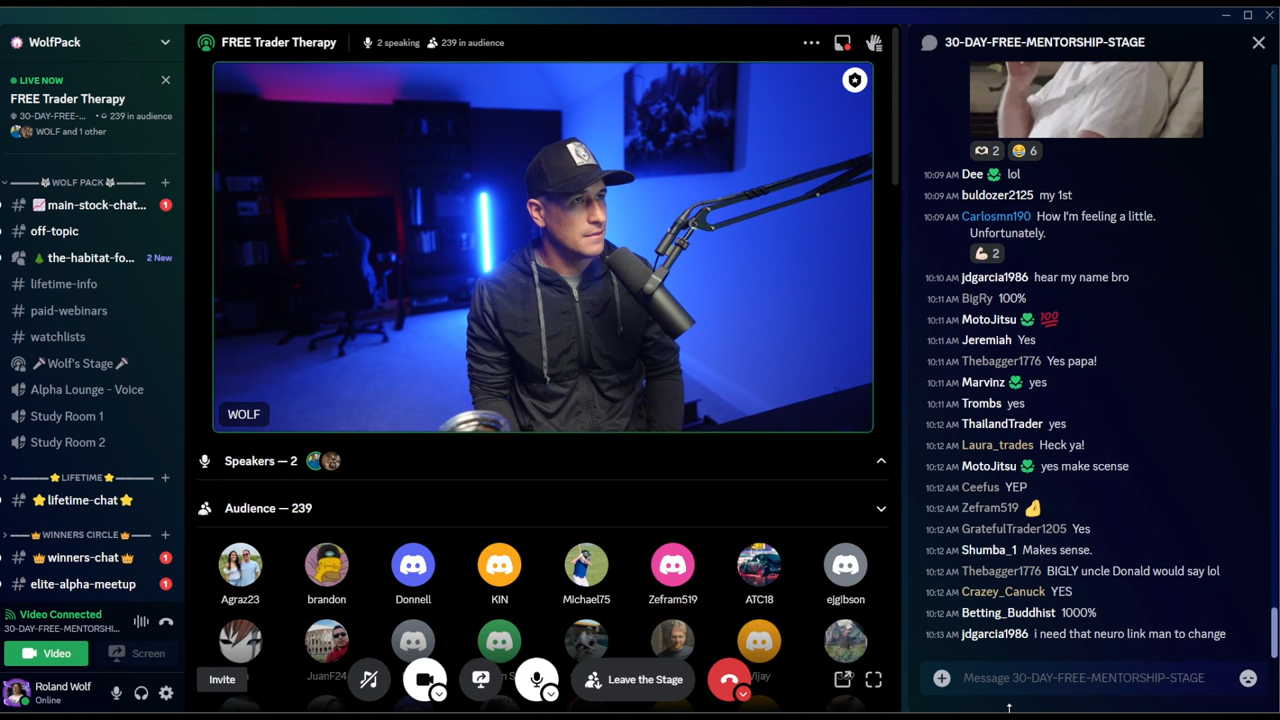 WolfPack
LIVE NOW
FREE Trader Therapy
30-DAY-FREE-... • 239 in audience
WOLF and 1 other
WOLF PACK
main-stock-chat... 1
off-topic
the-habitat-fo... 2 New
lifetime-info
paid-webinars
watchlists
Wolf's Stage
Alpha Lounge - Voice
Study Room 1
Study Room 2
LIFETIME
lifetime-chat
WINNERS CIRCLE
winners-chat 1
elite-alpha-meetup 1
Video Connected
30-DAY-FREE-MENTORSHI...
Video Screen
Roland Wolf
Online
FREE Trader Therapy 2 speaking 239 in audience
WOLF
Speakers — 2
Audience — 239
Agraz23 brandon Donnell KIN Michael75 Zefram519 ATC18 ejgibson
JuanF24
Invite
Leave the Stage
30-DAY-FREE-MENTORSHIP-STAGE
2 6
10:09 AM Dee lol
10:09 AM buldozer2125 my 1st
10:09 AM Carlosmn190 How I'm feeling a little.
Unfortunately.
2
10:10 AM jdgarcia1986 hear my name bro
10:11 AM BigRy 100%
10:11 AM MotoJitsu 100
10:11 AM Jeremiah Yes
10:11 AM Thebagger1776 Yes papa!
10:11 AM Marvinz yes
10:11 AM Trombs yes
10:12 AM ThailandTrader yes
10:12 AM Laura_trades Heck ya!
10:12 AM MotoJitsu yes make scense
10:12 AM Ceefus YEP
10:12 AM Zefram519
10:12 AM GratefulTrader1205 Yes
10:12 AM Shumba_1 Makes sense.
10:12 AM Thebagger1776 BIGLY uncle Donald would say lol
10:12 AM Crazey_Canuck YES
10:12 AM Betting_Buddhist 1000%
10:13 AM jdgarcia1986 i need that neuro link man to change
Message 30-DAY-FREE-MENTORSHIP-STAGE